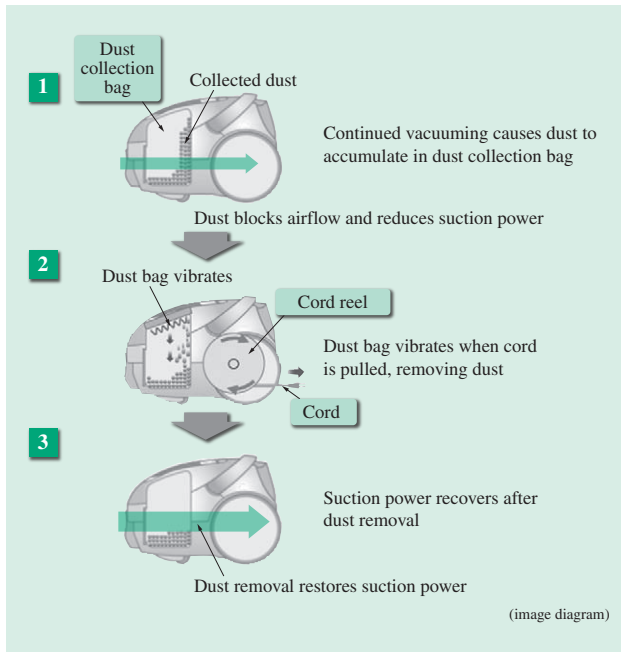 Dust
collection
bag
1
Collected dust
Continued vacuuming causes dust to
accumulate in dust collection bag
Dust blocks airflow and reduces suction power
2
Dust bag vibrates
Cord reel
Dust bag vibrates when cord
is pulled, removing dust
Cord
3
Suction power recovers after
dust removal
Dust removal restores suction power
(image diagram)